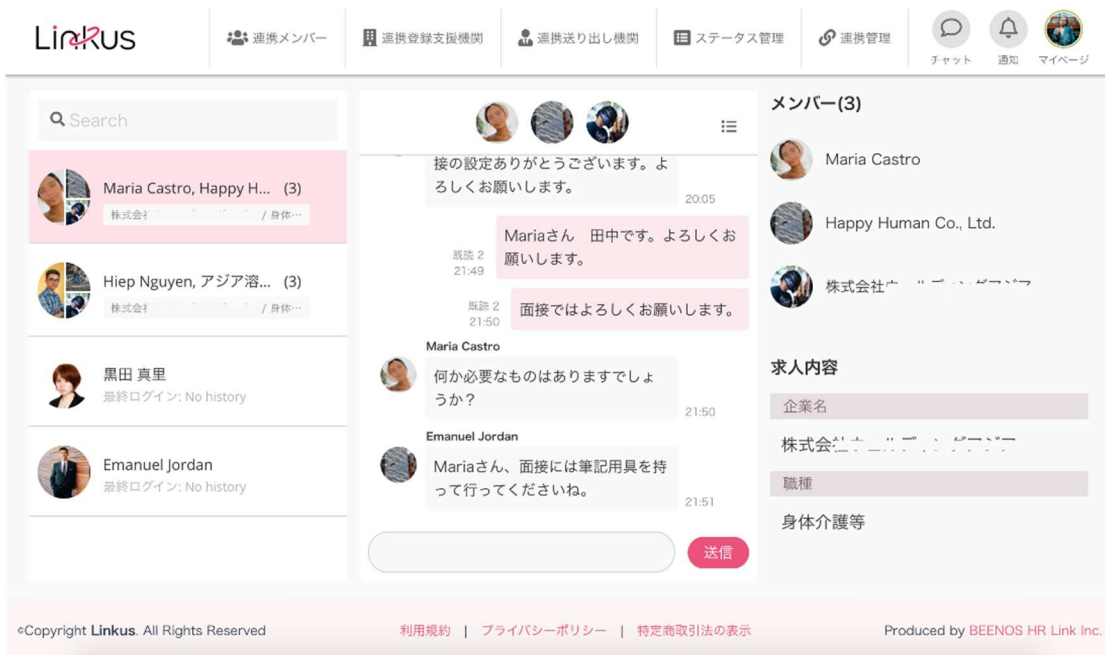 Linkus
連携メンバー
連携登録支援機関
連携送り出し機関
ステータス管理
連携管理
チャット
通知
マイページ
Search
Maria Castro, Happy H... (3)
株式会社 / 身体…
Hiep Nguyen, アジア溶... (3)
/ 身体…
黒田 真里
最終ログイン: No history
Emanuel Jordan
最終ログイン: No history
接の設定ありがとうございます。よ
ろしくお願いします。
20:05
Mariaさん 田中です。よろしくお
願いします。
既読 2
21:49
面接ではよろしくお願いします。
既読 2
21:50
Maria Castro
何か必要なものはありますでしょ
うか？
21:50
Emanuel Jordan
Mariaさん、面接には筆記用具を持
って行ってくださいね。
21:51
送信
メンバー(3)
Maria Castro
Happy Human Co., Ltd.
株式会社
求人内容
企業名
株式会社
職種
身体介護等
©Copyright Linkus. All Rights Reserved
利用規約 | プライバシーポリシー | 特定商取引法の表示
Produced by BEENOS HR Link Inc.